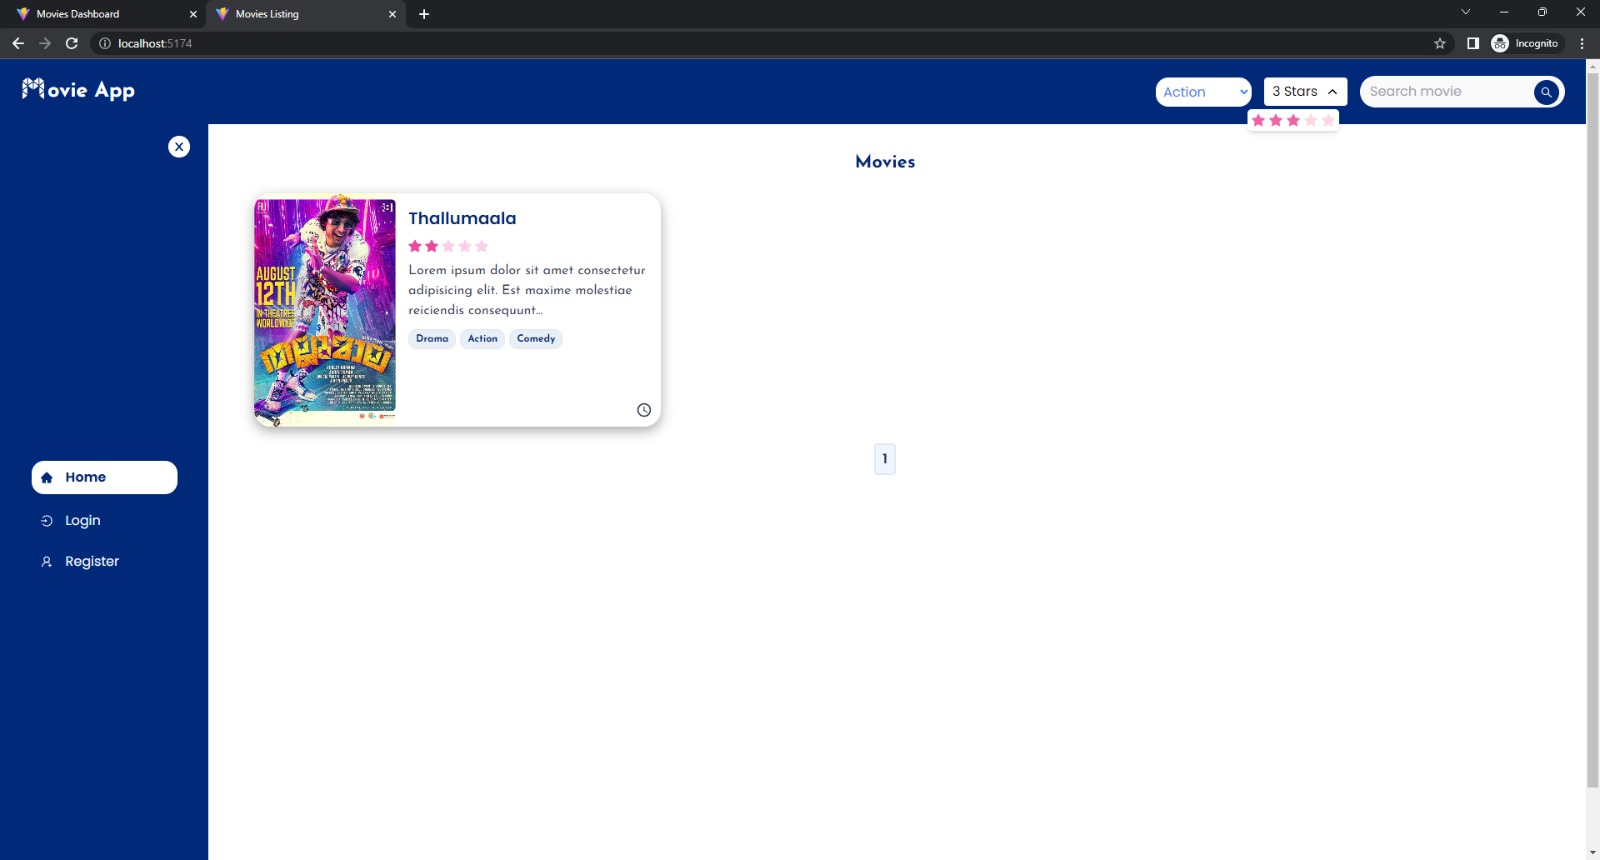 Movies Dashboard
Movies Listing
localhost:5174
Incognito
Movie App
Action
3 Stars
Search movie
X
Movies
AUGUST
12TH
IN THEATRES
WORLDWIDE
തല്ലുമാല
Thallumaala
Lorem ipsum dolor sit amet consectetur
adipisicing elit. Est maxime molestiae
reiciendis consequunt...
Drama Action Comedy
1
Home
Login
Register